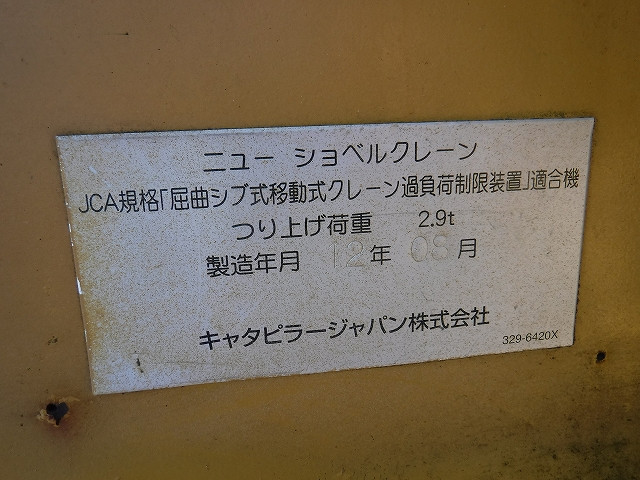 ニュー ショベルクレーン
JCA規格「屈曲ジブ式移動式クレーン過負荷制限装置」適合機
つり上げ荷重 2.9t
製造年月 12年 08月
キャタピラージャパン株式会社
329-6420X